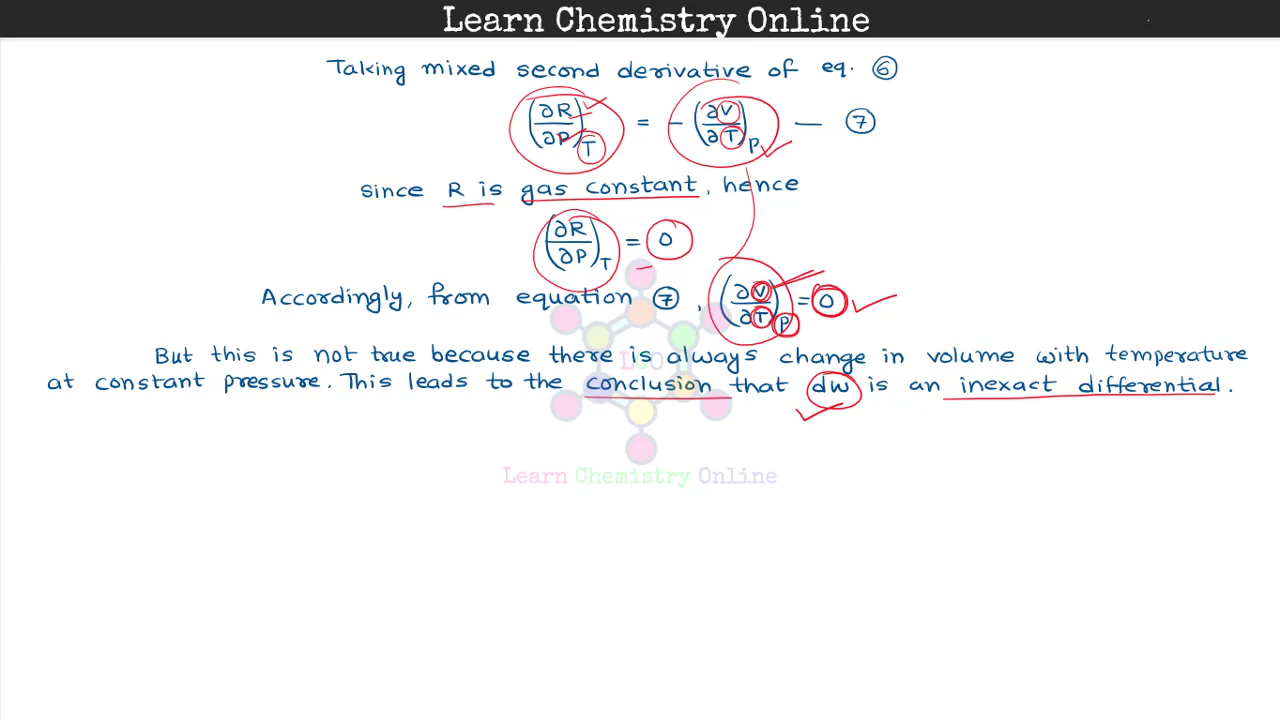 Learn Chemistry Online
Taking mixed second derivative of eq. ⑥
(∂R/∂P)T = -(∂V/∂T)P — ⑦
since R is gas constant, hence
(∂R/∂P)T = 0
Accordingly, from equation ⑦, (∂V/∂T)P = 0
But this is not true because there is always change in volume with temperature
at constant pressure. This leads to the conclusion that dw is an inexact differential.
LCO
Learn Chemistry Online